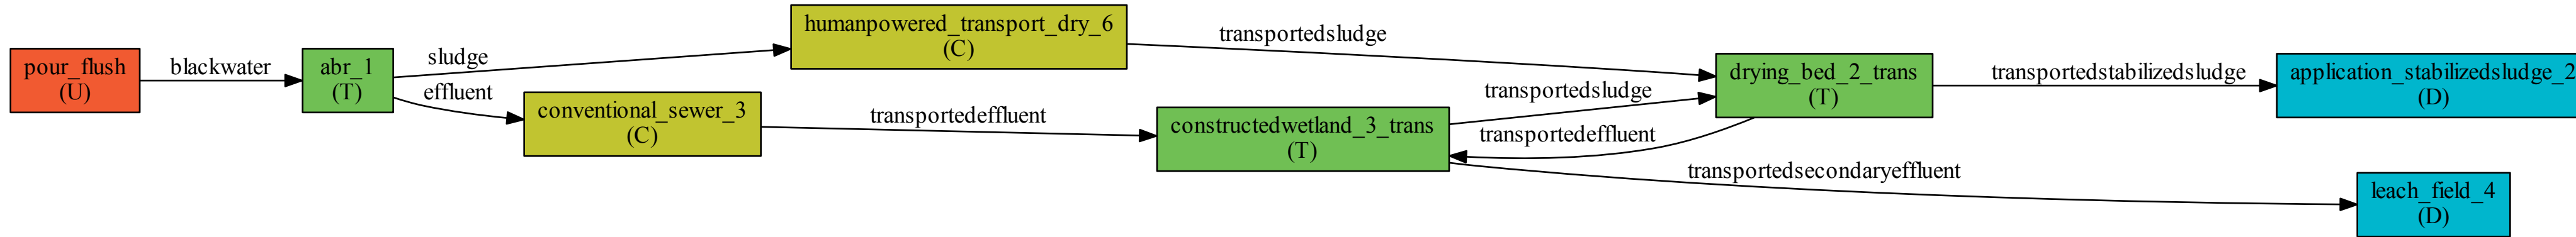 humanpowered_transport_dry_6
(C)
transportedsludge
pour_flush
(U)
blackwater
abr_1
(T)
sludge
effluent
conventional_sewer_3
(C)
transportedeffluent
constructedwetland_3_trans
(T)
transportedsludge
transportedeffluent
drying_bed_2_trans
(T)
transportedstabilizedsludge
application_stabilizedsludge_2
(D)
transportedsecondaryeffluent
leach_field_4
(D)